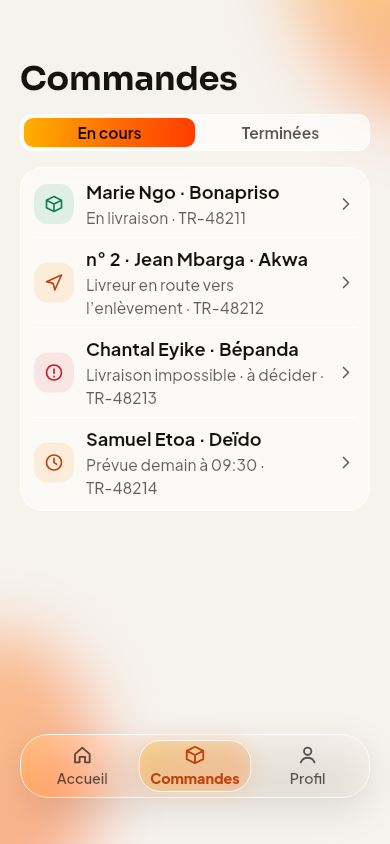 Commandes
En cours
Terminées
Marie Ngo · Bonapriso
En livraison · TR-48211
n° 2 · Jean Mbarga · Akwa
Livreur en route vers
l’enlèvement · TR-48212
Chantal Eyike · Bépanda
Livraison impossible · à décider ·
TR-48213
Samuel Etoa · Deïdo
Prévue demain à 09:30 ·
TR-48214
Accueil
Commandes
Profil